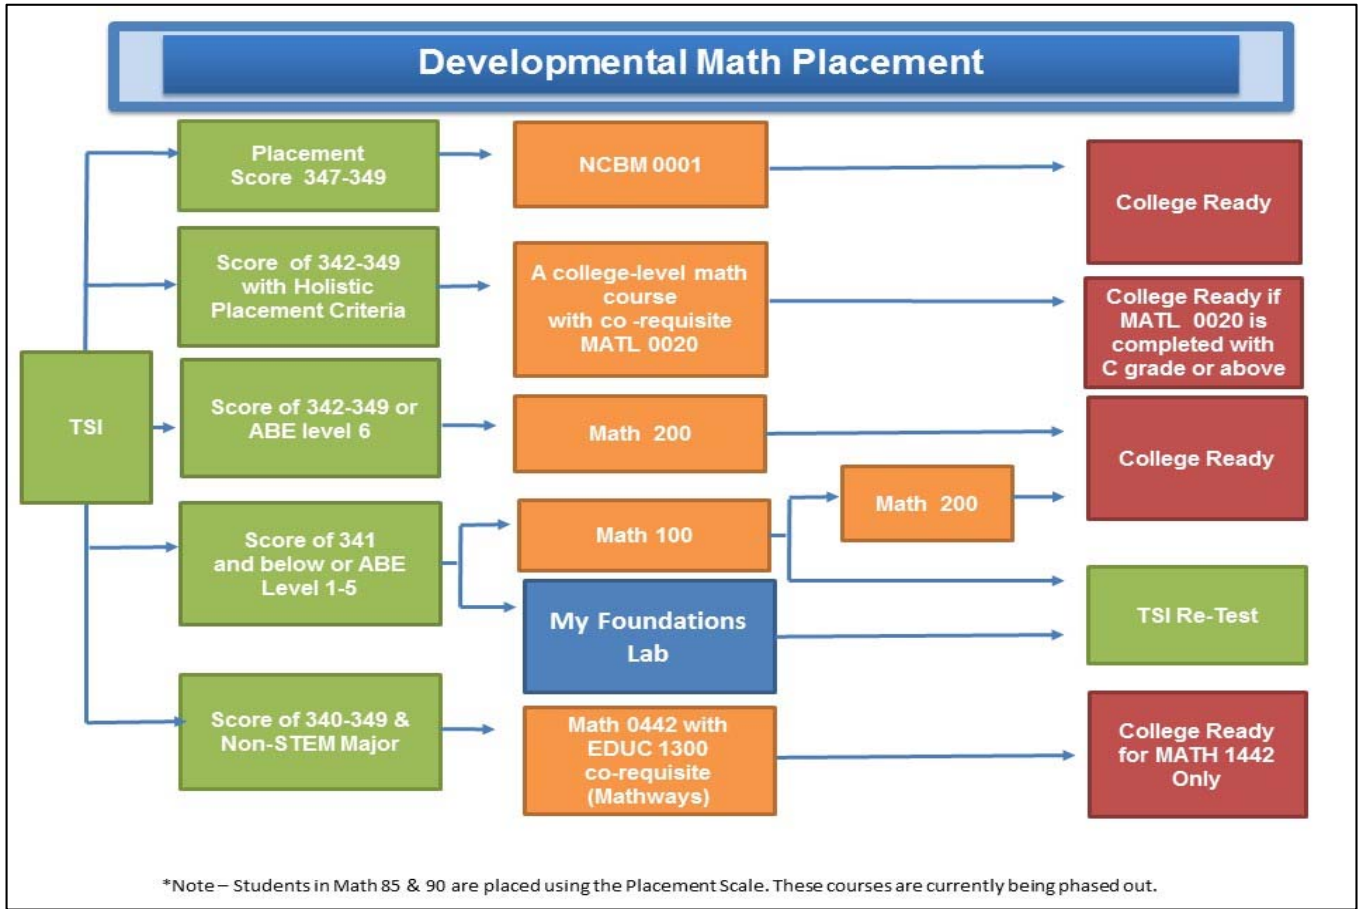 Developmental Math Placement
Placement
Score 347-349
NCBM 0001
College Ready
Score of 342-349
with Holistic
Placement Criteria
A college-level math
course
with co -requisite
MATL 0020
College Ready if
MATL 0020 is
completed with
C grade or above
TSI
Score of 342-349 or
ABE level 6
Math 200
College Ready
Score of 341
and below or ABE
Level 1-5
Math 100
Math 200
My Foundations
Lab
TSI Re-Test
Score of 340-349 &
Non-STEM Major
Math 0442 with
EDUC 1300
co-requisite
(Mathways)
College Ready
for MATH 1442
Only
*Note – Students in Math 85 & 90 are placed using the Placement Scale. These courses are currently being phased out.